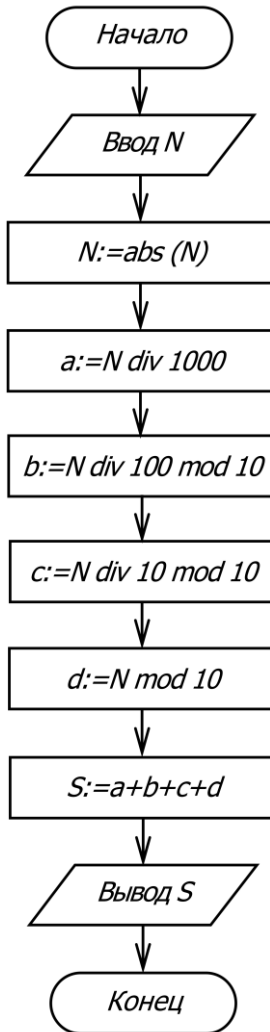 Начало
Ввод N
N:=abs (N)
a:=N div 1000
b:=N div 100 mod 10
c:=N div 10 mod 10
d:=N mod 10
S:=a+b+c+d
Вывод S
Конец